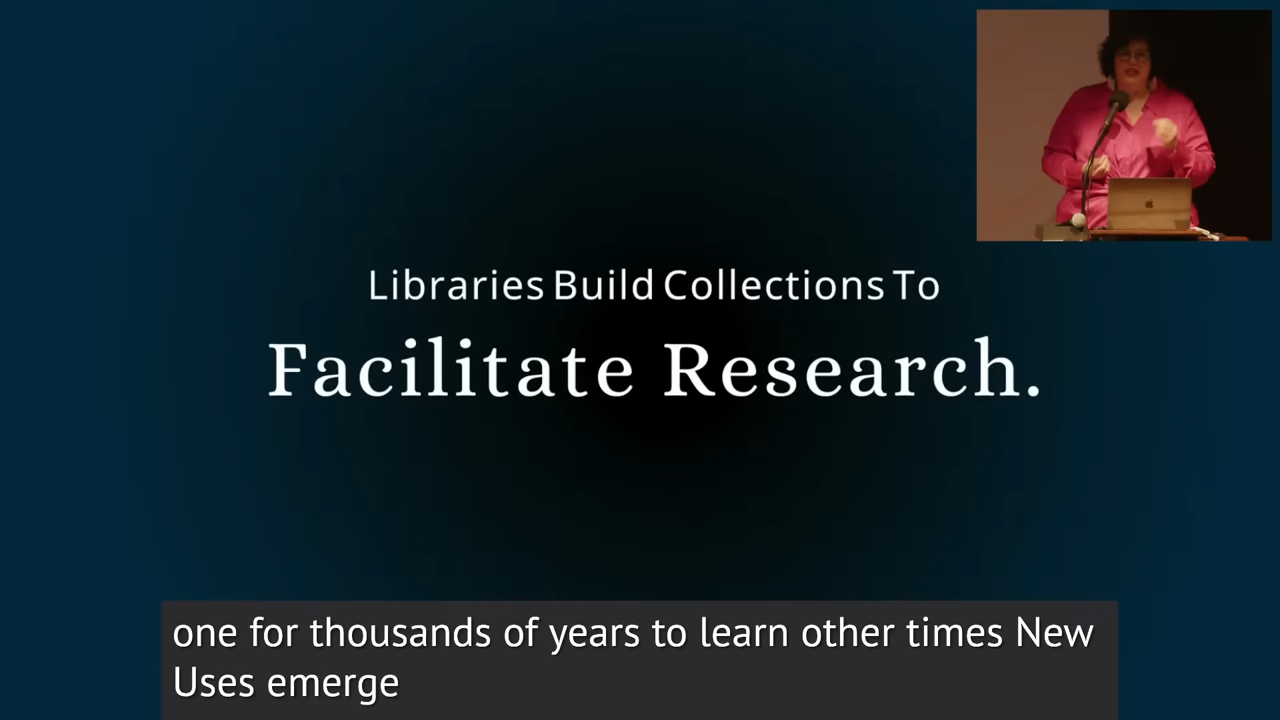 Libraries Build Collections To
Facilitate Research.
one for thousands of years to learn other times New
Uses emerge